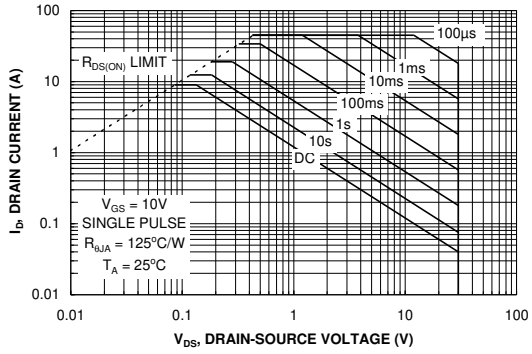 100
10
1
0.1
0.01
I_D, DRAIN CURRENT (A)
R_DS(ON) LIMIT
100µs
1ms
10ms
100ms
1s
10s
DC
V_GS = 10V
SINGLE PULSE
R_θJA = 125°C/W
T_A = 25°C
0.01 0.1 1 10 100
V_DS, DRAIN-SOURCE VOLTAGE (V)